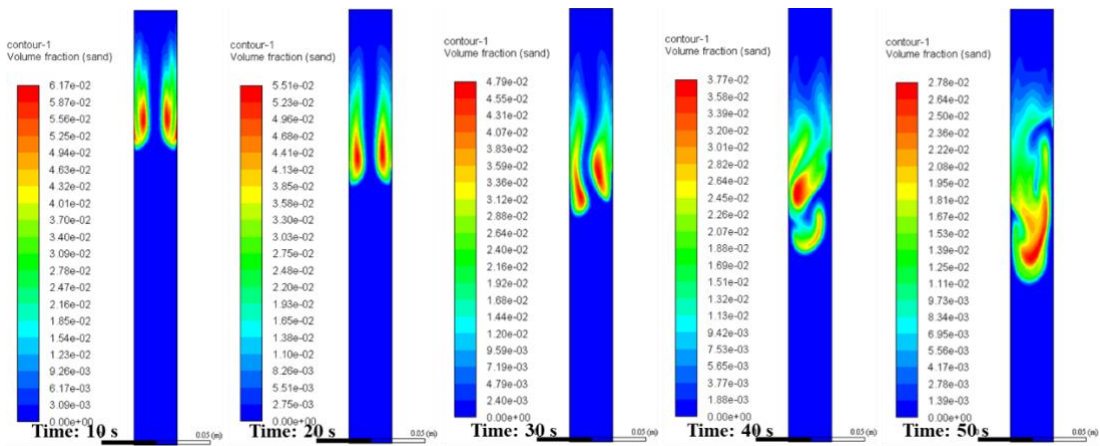 contour-1
Volume fraction (sand)
6.17e-02
5.87e-02
5.56e-02
5.25e-02
4.94e-02
4.63e-02
4.32e-02
4.01e-02
3.70e-02
3.40e-02
3.09e-02
2.78e-02
2.47e-02
2.16e-02
1.85e-02
1.54e-02
1.23e-02
9.26e-03
6.17e-03
3.09e-03
0.00e+00
Time: 10 s
0.05 (m)
contour-1
Volume fraction (sand)
5.51e-02
5.23e-02
4.96e-02
4.68e-02
4.41e-02
4.13e-02
3.85e-02
3.58e-02
3.30e-02
3.03e-02
2.75e-02
2.48e-02
2.20e-02
1.93e-02
1.65e-02
1.38e-02
1.10e-02
8.26e-03
5.51e-03
2.75e-03
0.00e+00
Time: 20 s
0.05 (m)
contour-1
Volume fraction (sand)
4.79e-02
4.55e-02
4.31e-02
4.07e-02
3.83e-02
3.59e-02
3.36e-02
3.12e-02
2.88e-02
2.64e-02
2.40e-02
2.16e-02
1.92e-02
1.68e-02
1.44e-02
1.20e-02
9.59e-03
7.19e-03
4.79e-03
2.40e-03
0.00e+00
Time: 30 s
0.05 (m)
contour-1
Volume fraction (sand)
3.77e-02
3.58e-02
3.39e-02
3.20e-02
3.01e-02
2.82e-02
2.64e-02
2.45e-02
2.26e-02
2.07e-02
1.88e-02
1.69e-02
1.51e-02
1.32e-02
1.13e-02
9.42e-03
7.53e-03
5.65e-03
3.77e-03
1.88e-03
0.00e+00
Time: 40 s
0.05 (m)
contour-1
Volume fraction (sand)
2.78e-02
2.64e-02
2.50e-02
2.36e-02
2.22e-02
2.08e-02
1.95e-02
1.81e-02
1.67e-02
1.53e-02
1.39e-02
1.25e-02
1.11e-02
9.73e-03
8.34e-03
6.95e-03
5.56e-03
4.17e-03
2.78e-03
1.39e-03
0.00e+00
Time: 50 s
0.05 (m)